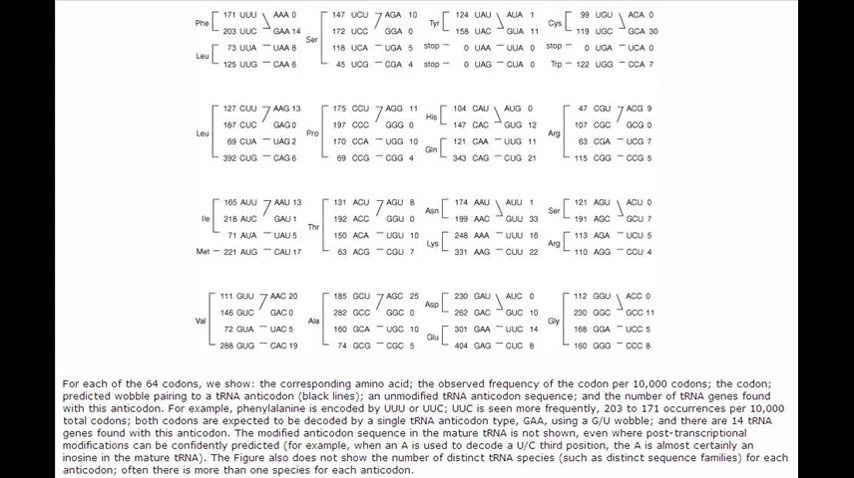 Phe 171 UUU AAA 0 147 UCU AGA 10 Tyr 124 UAU AUA 1 Cys 99 UGU ACA 0
203 UUC GAA 14 Ser 172 UCC GGA 0 158 UAC GUA 11 119 UGC GCA 30
Leu 73 UUA UAA 8 118 UCA UGA 5 stop 0 UAA UUA 0 stop 0 UGA UCA 0
125 UUG CAA 6 45 UCG CGA 4 stop 0 UAG CUA 0 Trp 122 UGG CCA 7
127 CUU AAG 13 175 CCU AGG 11 His 104 CAU AUG 0 47 CGU ACG 9
Leu 187 CUC GAG 0 Pro 197 CCC GGG 0 147 CAC GUG 12 Arg 107 CGC GCG 0
69 CUA UAG 2 170 CCA UGG 10 Gln 121 CAA UUG 11 63 CGA UCG 7
392 CUG CAG 6 69 CCG CGG 4 343 CAG CUG 21 115 CGG CCG 5
165 AUU AAU 13 131 ACU AGU 8 Asn 174 AAU AUU 1 Ser 121 AGU ACU 0
Ile 218 AUC GAU 1 Thr 192 ACC GGU 0 199 AAC GUU 33 191 AGC GCU 7
71 AUA UAU 5 150 ACA UGU 10 Lys 248 AAA UUU 16 Arg 113 AGA UCU 5
Met 221 AUG CAU 17 63 ACG CGU 7 331 AAG CUU 22 110 AGG CCU 4
111 GUU AAC 20 185 GCU AGC 25 Asp 230 GAU AUC 0 112 GGU ACC 0
Val 146 GUC GAC 0 Ala 282 GCC GGC 0 262 GAC GUC 10 Gly 230 GGC GCC 11
72 GUA UAC 5 160 GCA UGC 10 Glu 301 GAA UUC 14 168 GGA UCC 5
288 GUG CAC 19 74 GCG CGC 5 404 GAG CUC 8 160 GGG CCC 8
For each of the 64 codons, we show: the corresponding amino acid; the observed frequency of the codon per 10,000 codons; the codon;
predicted wobble pairing to a tRNA anticodon (black lines); an unmodified tRNA anticodon sequence; and the number of tRNA genes found
with this anticodon. For example, phenylalanine is encoded by UUU or UUC; UUC is seen more frequently, 203 to 171 occurrences per 10,000
total codons; both codons are expected to be decoded by a single tRNA anticodon type, GAA, using a G/U wobble; and there are 14 tRNA
genes found with this anticodon. The modified anticodon sequence in the mature tRNA is not shown, even where post-transcriptional
modifications can be confidently predicted (for example, when an A is used to decode a U/C third position, the A is almost certainly an
inosine in the mature tRNA). The Figure also does not show the number of distinct tRNA species (such as distinct sequence families) for each
anticodon; often there is more than one species for each anticodon.